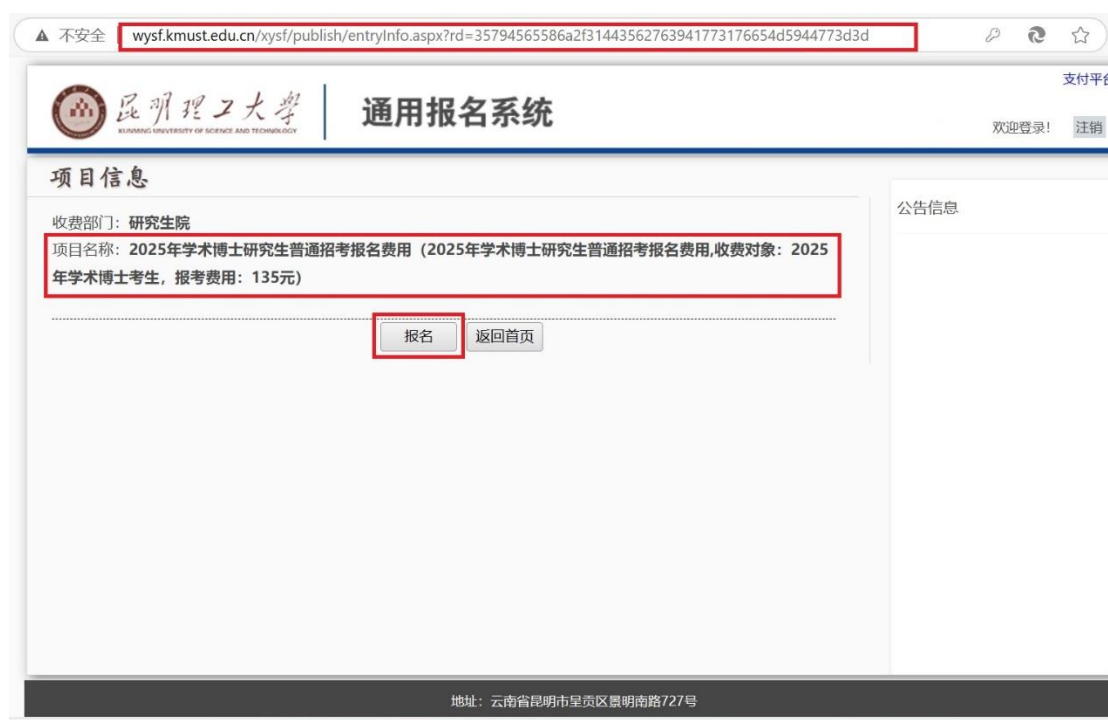 不安全 wysf.kmust.edu.cn/xysf/publish/entryInfo.aspx?rd=35794565586a2f31443562763941773176654d5944773d3d
支付平台
昆明理工大学
KUNMING UNIVERSITY OF SCIENCE AND TECHNOLOGY
通用报名系统
欢迎登录! 注销
项目信息
公告信息
收费部门：研究生院
项目名称：2025年学术博士研究生普通招考报名费用（2025年学术博士研究生普通招考报名费用,收费对象：2025
年学术博士考生，报考费用：135元）
报名 返回首页
地址：云南省昆明市呈贡区景明南路727号